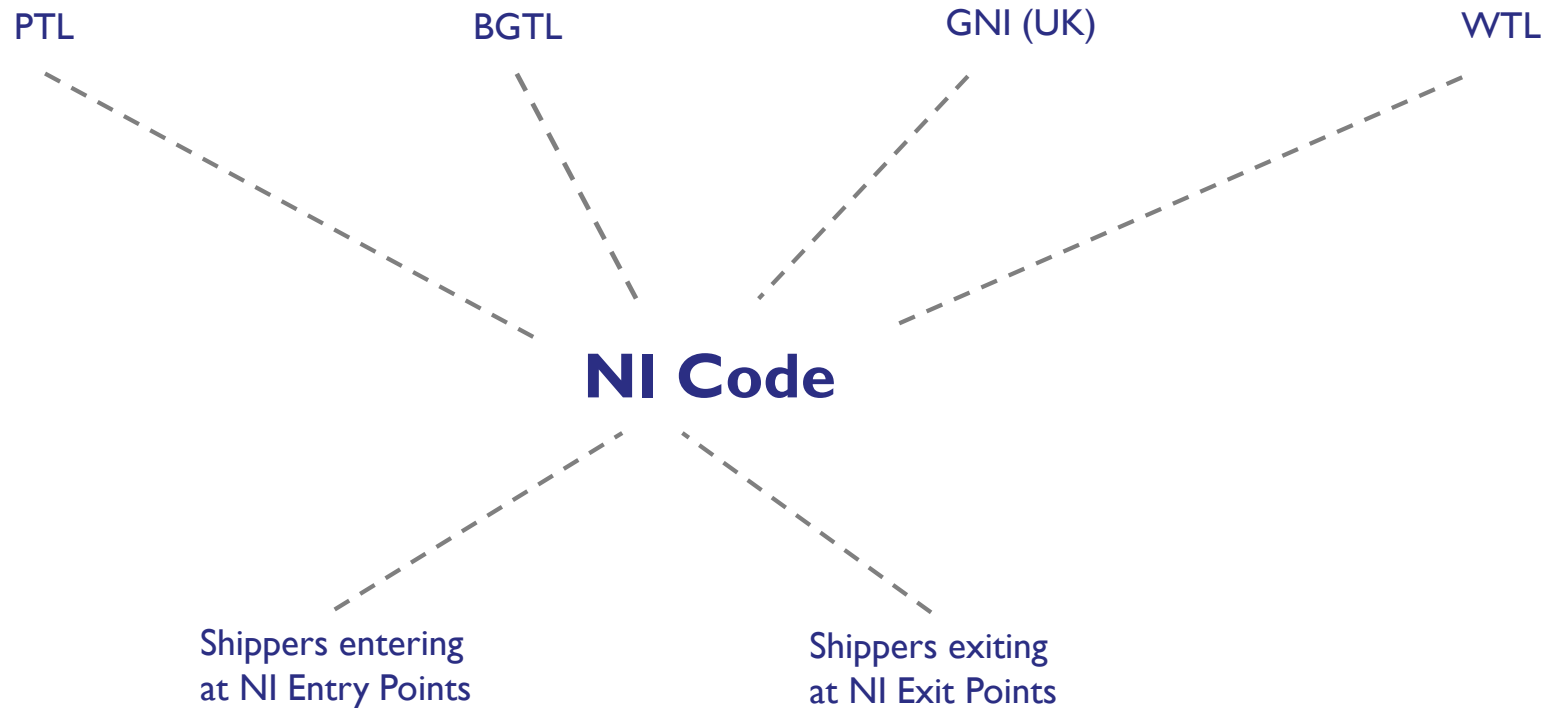 PTL
BGTL
GNI (UK)
WTL
NI Code
Shippers entering
at NI Entry Points
Shippers exiting
at NI Exit Points